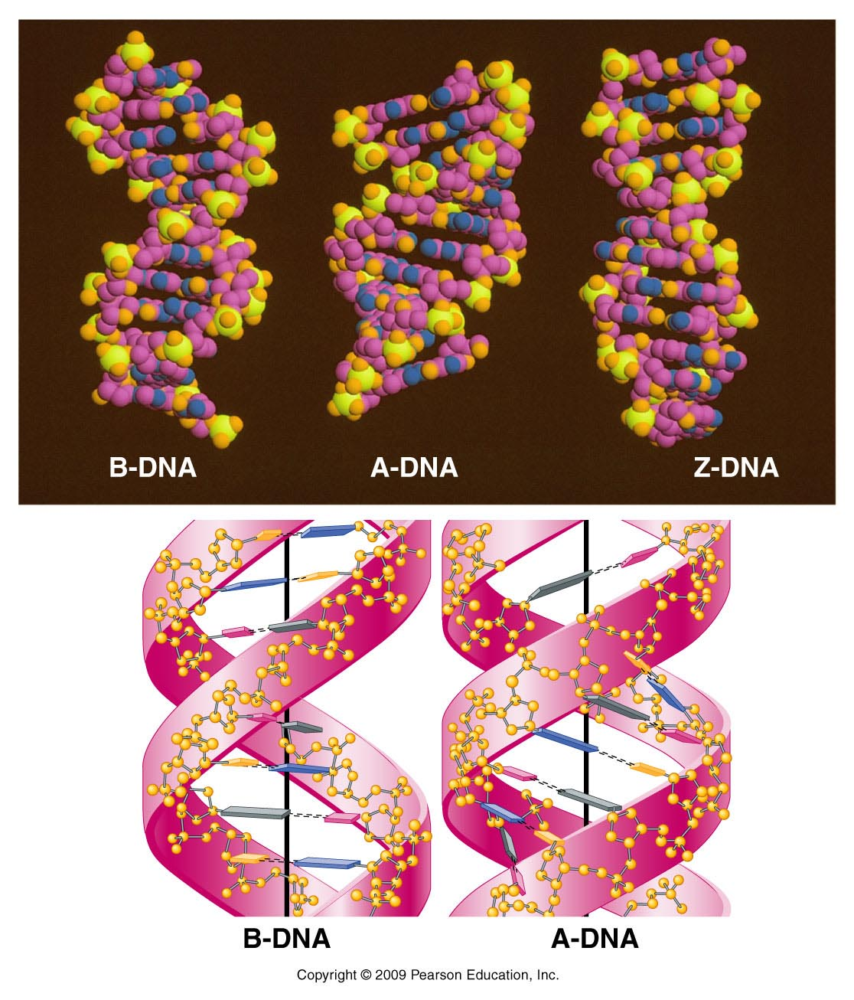 B-DNA
A-DNA
Z-DNA
B-DNA
A-DNA
Copyright © 2009 Pearson Education, Inc.